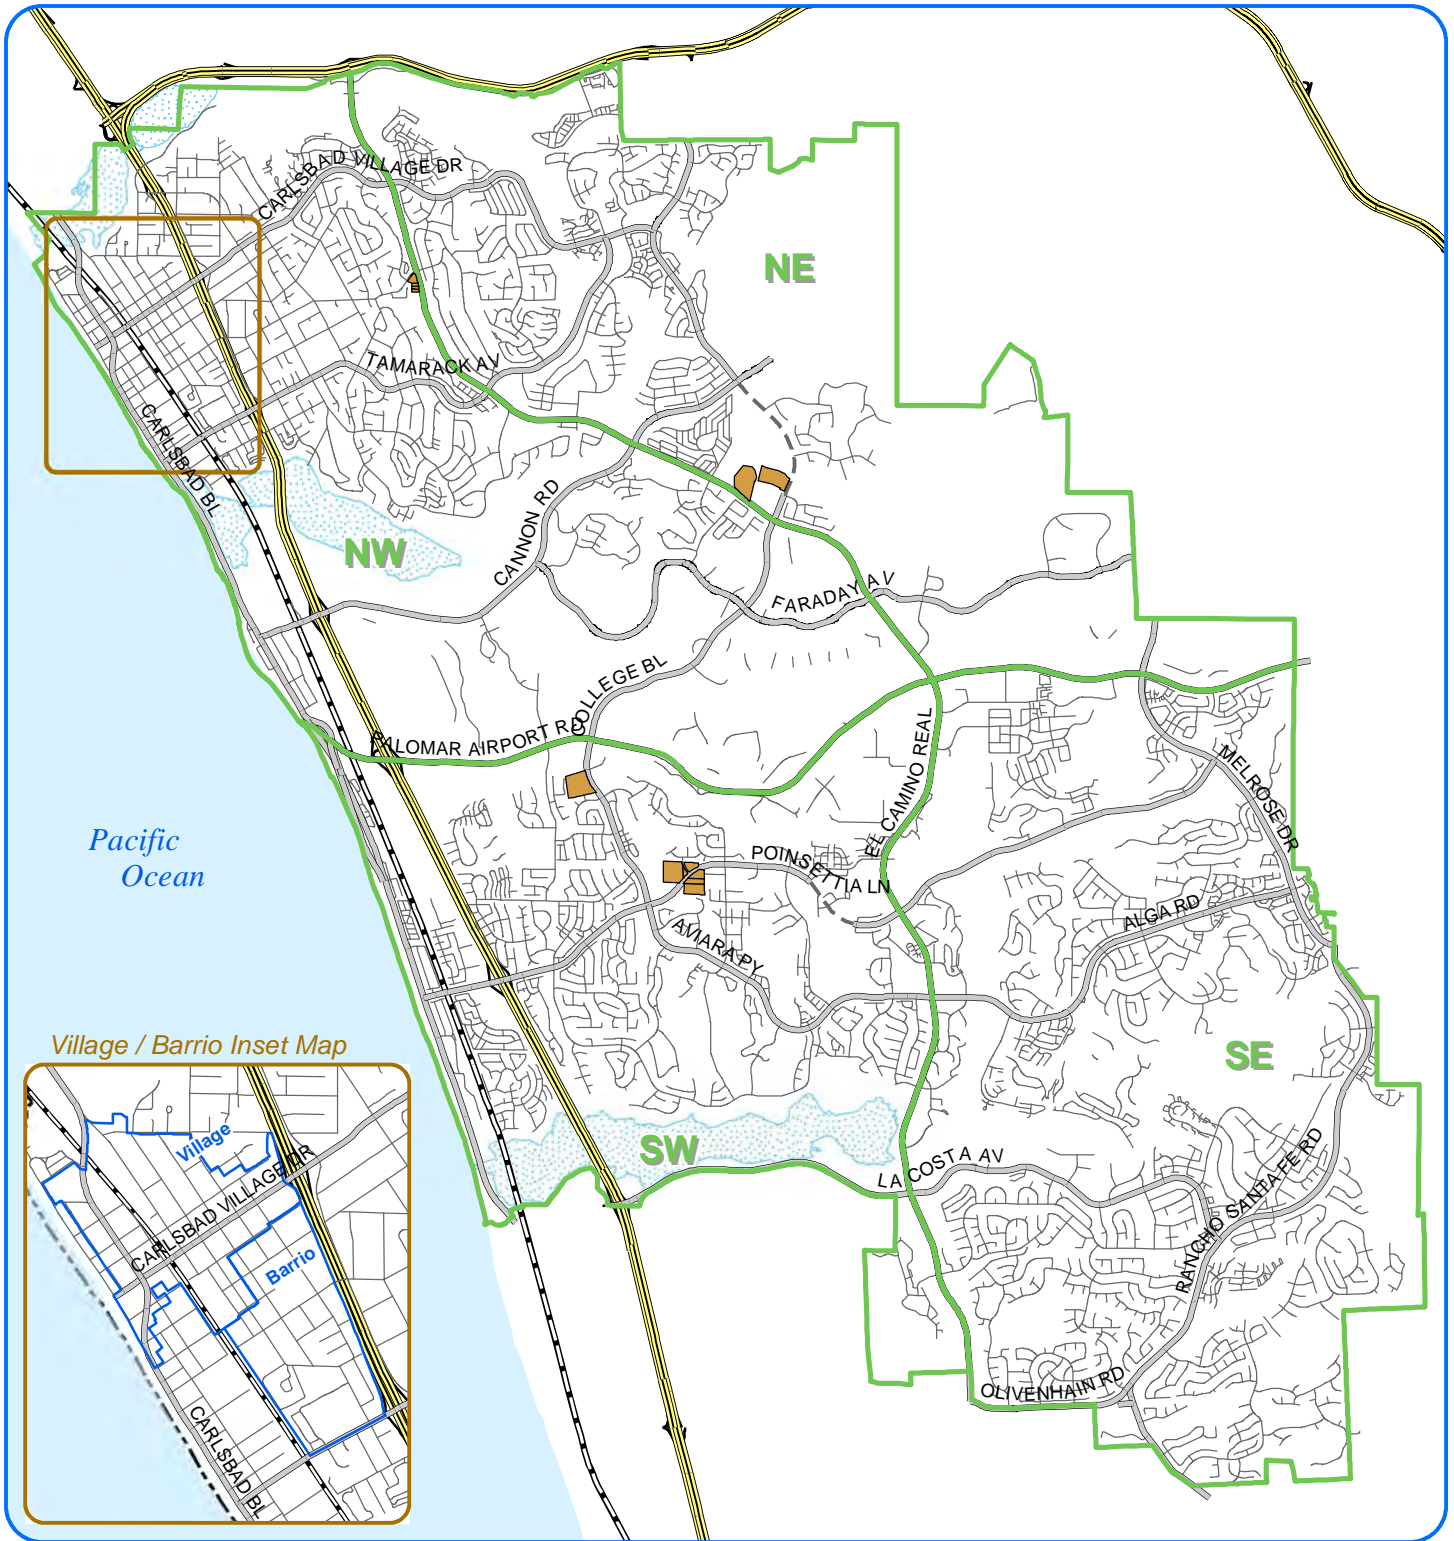 CARLSBAD VILLAGE DR
NE
TAMARACK AV
CARLSBAD BL
CANNON RD
NW
FARADAY AV
COLLEGE BL
PALOMAR AIRPORT RD
EL CAMINO REAL
MELROSE DR
Pacific
Ocean
POINSETTIA LN
ALGA RD
AVIARA PY
Village / Barrio Inset Map
SE
SW
LA COSTA AV
RANCHO SANTA FE RD
OLIVENHAIN RD
Village
CARLSBAD VILLAGE DR
Barrio
CARLSBAD BL